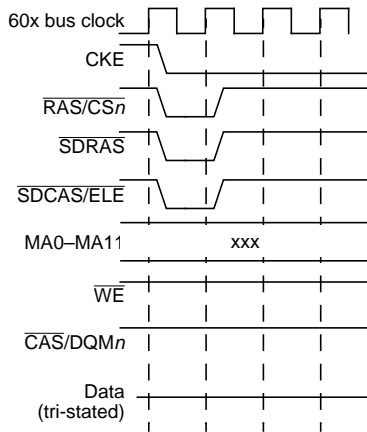 60x bus clock
CKE
RAS/CSn
SDRAS
SDCAS/ELE
MA0–MA11 xxx
WE
CAS/DQMn
Data
(tri-stated)